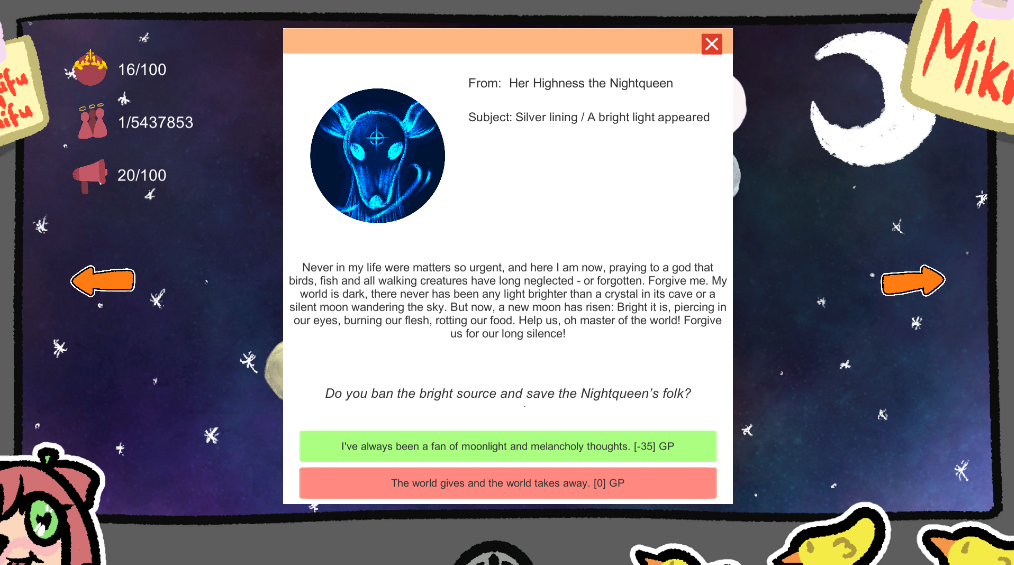 16/100
1/5437853
20/100
From: Her Highness the Nightqueen
Subject: Silver lining / A bright light appeared
Never in my life were matters so urgent, and here I am now, praying to a god that
birds, fish and all walking creatures have long neglected - or forgotten. Forgive me. My
world is dark, there never has been any light brighter than a crystal in its cave or a
silent moon wandering the sky. But now, a new moon has risen: Bright it is, piercing in
our eyes, burning our flesh, rotting our food. Help us, oh master of the world! Forgive
us for our long silence!
Do you ban the bright source and save the Nightqueen's folk?
I've always been a fan of moonlight and melancholy thoughts. [-35] GP
The world gives and the world takes away. [0] GP